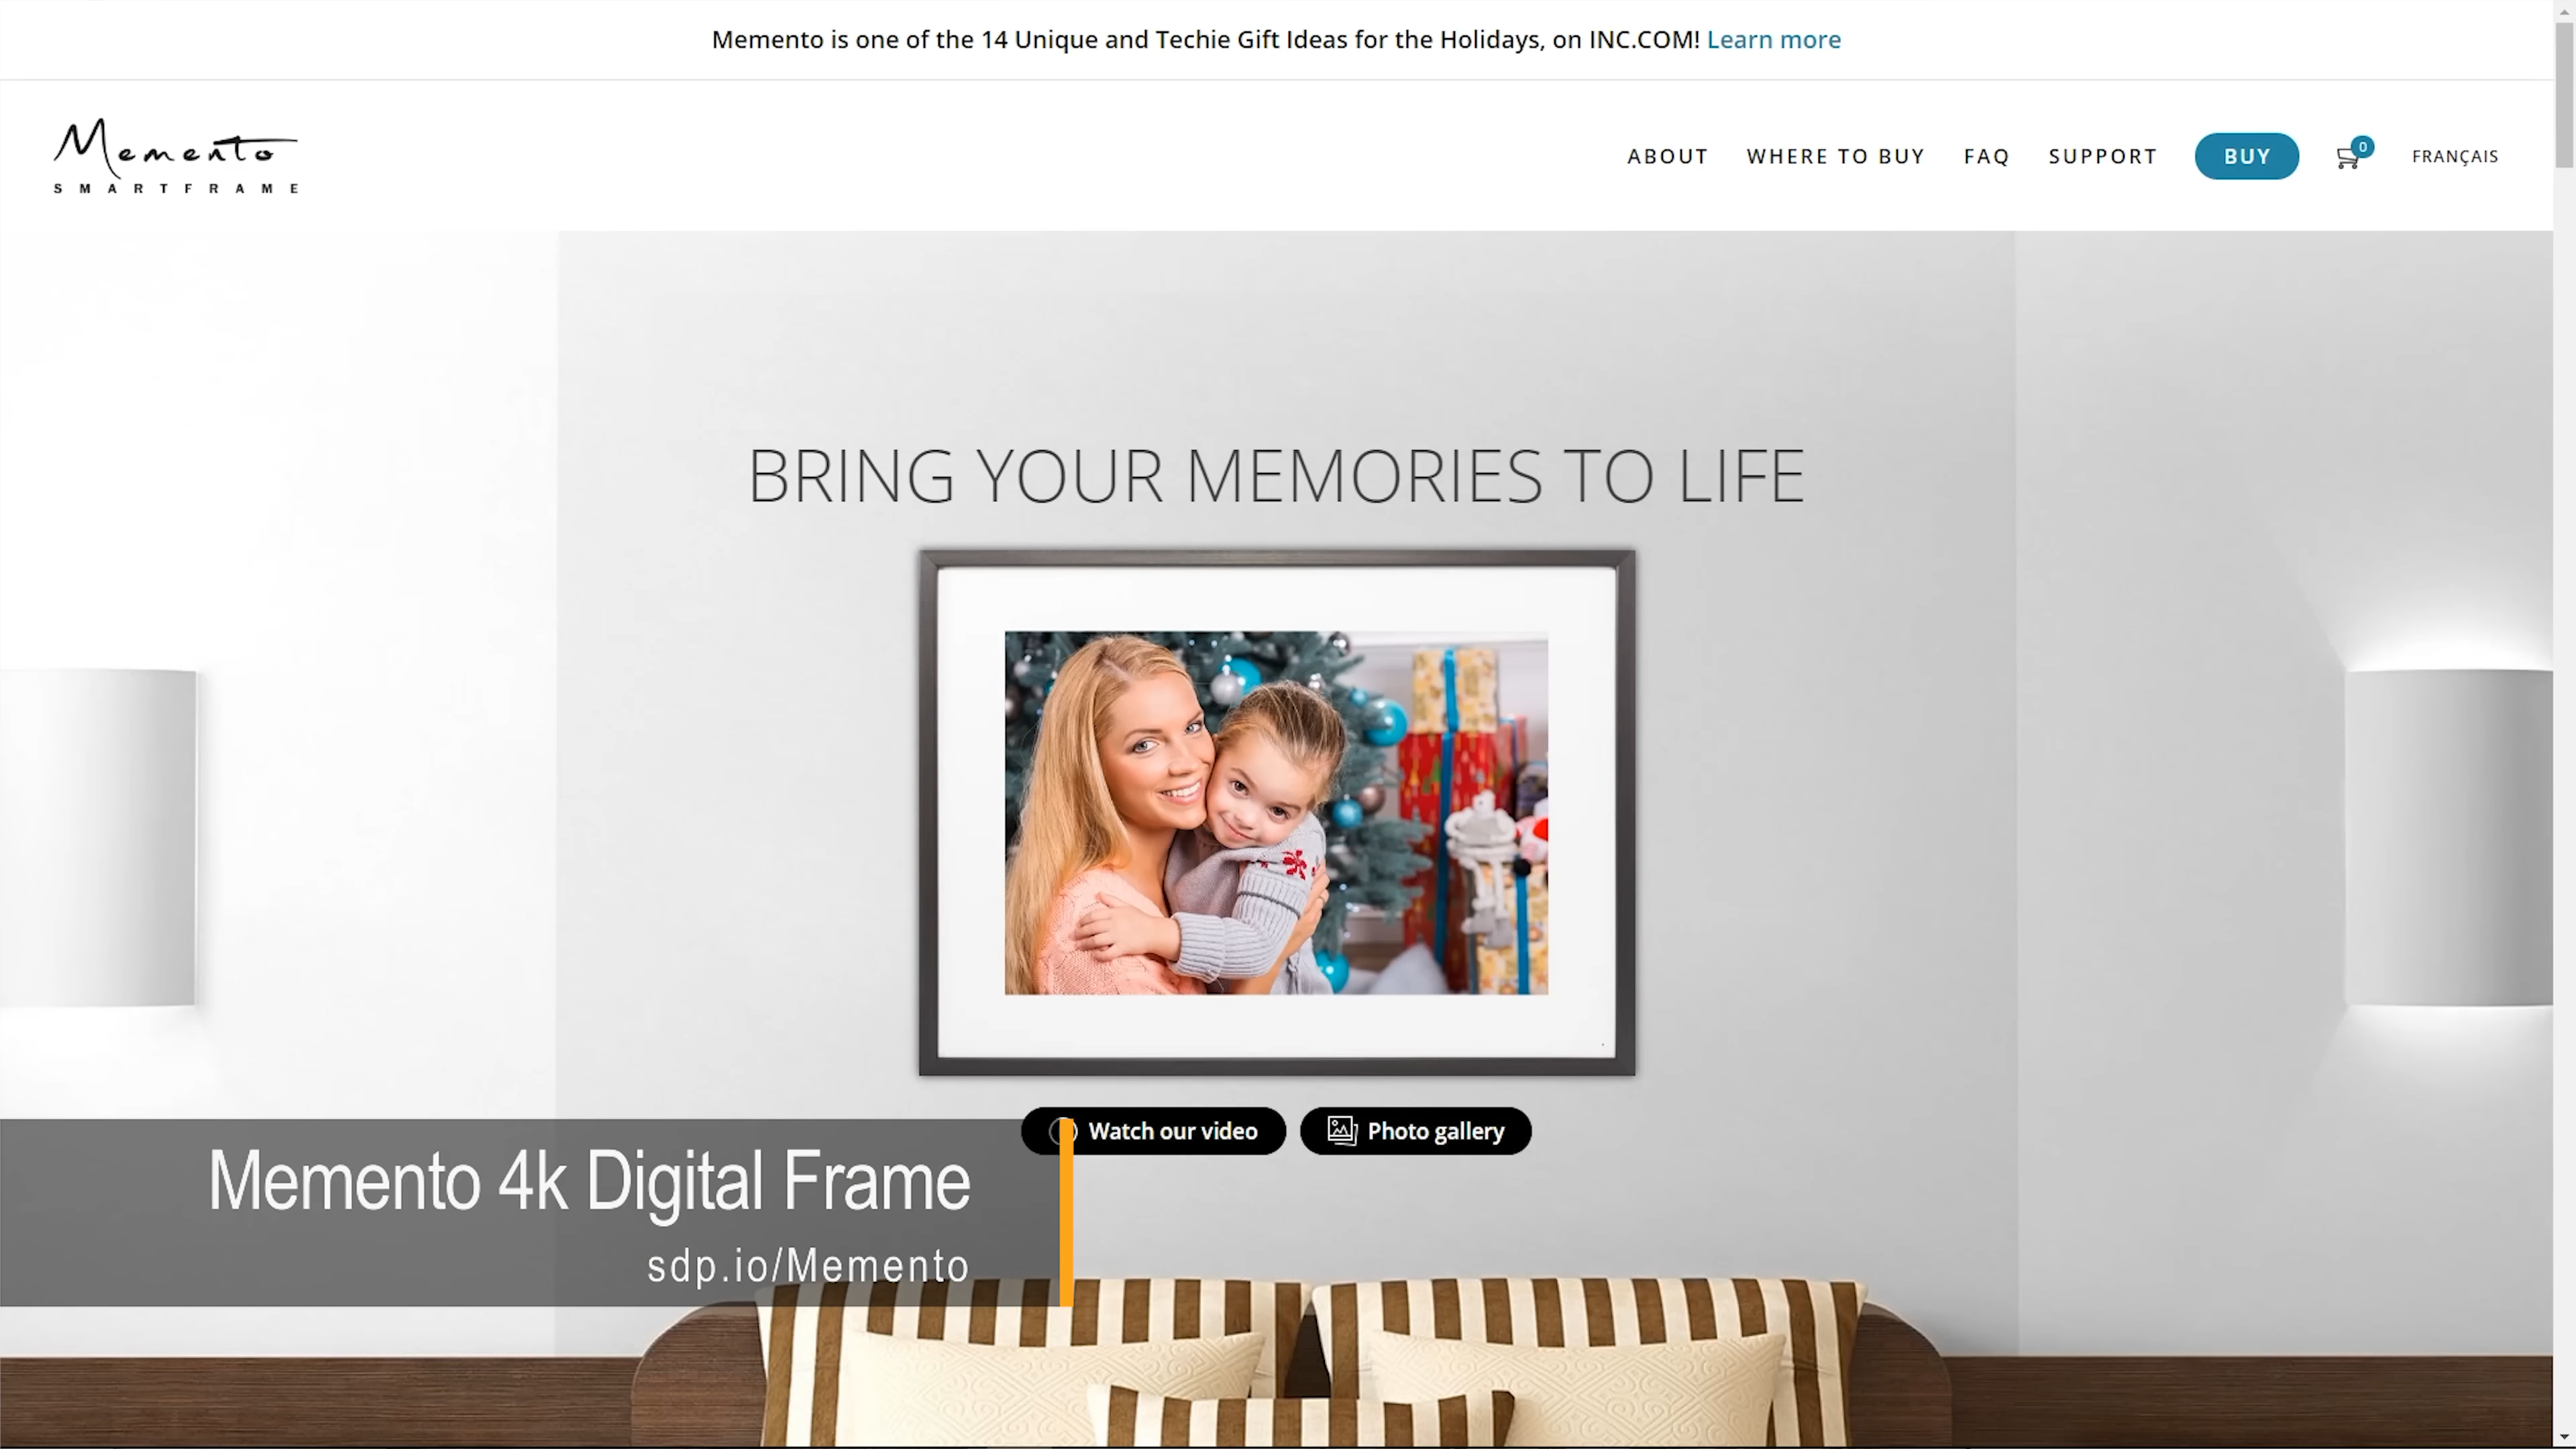 Memento is one of the 14 Unique and Techie Gift Ideas for the Holidays, on INC.COM! Learn more
Memento
SMARTFRAME
ABOUT WHERE TO BUY FAQ SUPPORT BUY 0 FRANÇAIS
BRING YOUR MEMORIES TO LIFE
Watch our video Photo gallery
Memento 4k Digital Frame
sdp.io/Memento